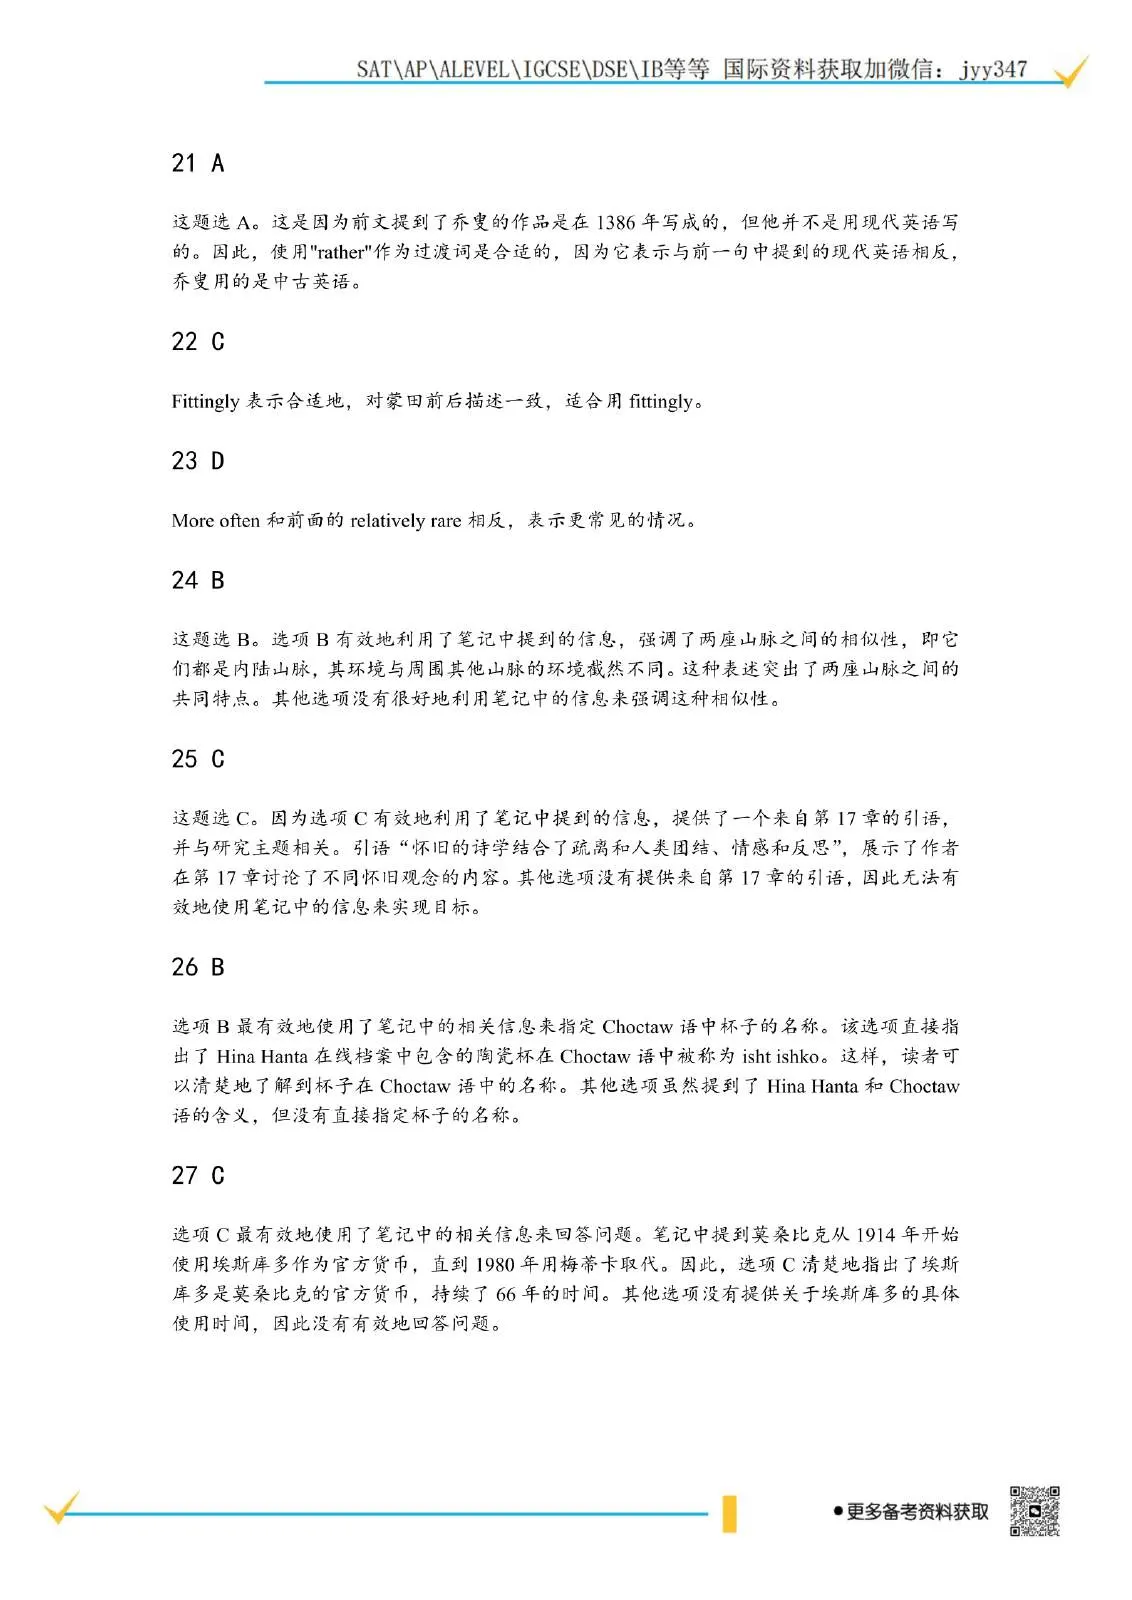 SAT\AP\ALEVEL\IGCSE\DSE\IB等等 国际资料获取加微信：jyy347
21 A
这题选 A。这是因为前文提到了乔叟的作品是在 1386 年写成的，但他并不是用现代英语写
的。因此，使用"rather"作为过渡词是合适的，因为它表示与前一句中提到的现代英语相反，
乔叟用的是中古英语。
22 C
Fittingly 表示合适地，对蒙田前后描述一致，适合用 fittingly。
23 D
More often 和前面的 relatively rare 相反，表示更常见的情况。
24 B
这题选 B。选项 B 有效地利用了笔记中提到的信息，强调了两座山脉之间的相似性，即它
们都是内陆山脉，其环境与周围其他山脉的环境截然不同。这种表述突出了两座山脉之间的
共同特点。其他选项没有很好地利用笔记中的信息来强调这种相似性。
25 C
这题选 C。因为选项 C 有效地利用了笔记中提到的信息，提供了一个来自第 17 章的引语，
并与研究主题相关。引语“怀旧的诗学结合了疏离和人类团结、情感和反思”，展示了作者
在第 17 章讨论了不同怀旧观念的内容。其他选项没有提供来自第 17 章的引语，因此无法有
效地使用笔记中的信息来实现目标。
26 B
选项 B 最有效地使用了笔记中的相关信息来指定 Choctaw 语中杯子的名称。该选项直接指
出了 Hina Hanta 在线档案中包含的陶瓷杯在 Choctaw 语中被称为 isht ishko。这样，读者可
以清楚地了解到杯子在 Choctaw 语中的名称。其他选项虽然提到了 Hina Hanta 和 Choctaw
语的含义，但没有直接指定杯子的名称。
27 C
选项 C 最有效地使用了笔记中的相关信息来回答问题。笔记中提到莫桑比克从 1914 年开始
使用埃斯库多作为官方货币，直到 1980 年用梅蒂卡取代。因此，选项 C 清楚地指出了埃斯
库多是莫桑比克的官方货币，持续了 66 年的时间。其他选项没有提供关于埃斯库多的具体
使用时间，因此没有有效地回答问题。
●更多备考资料获取